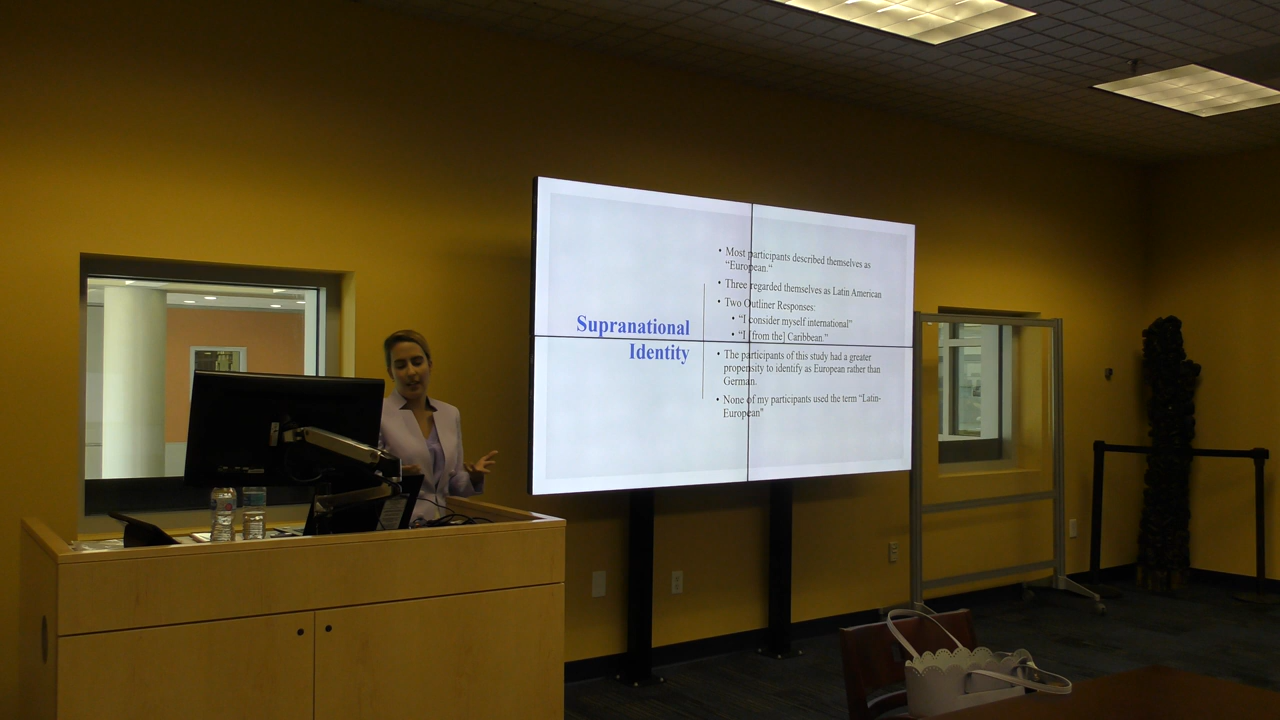 Supranational
Identity
• Most participants described themselves as
“European.“
• Three regarded themselves as Latin American
• Two Outliner Responses:
• “I consider myself international”
• “I [from the] Caribbean.”
• The participants of this study had a greater
propensity to identify as European rather than
German.
• None of my participants used the term “Latin-
European"